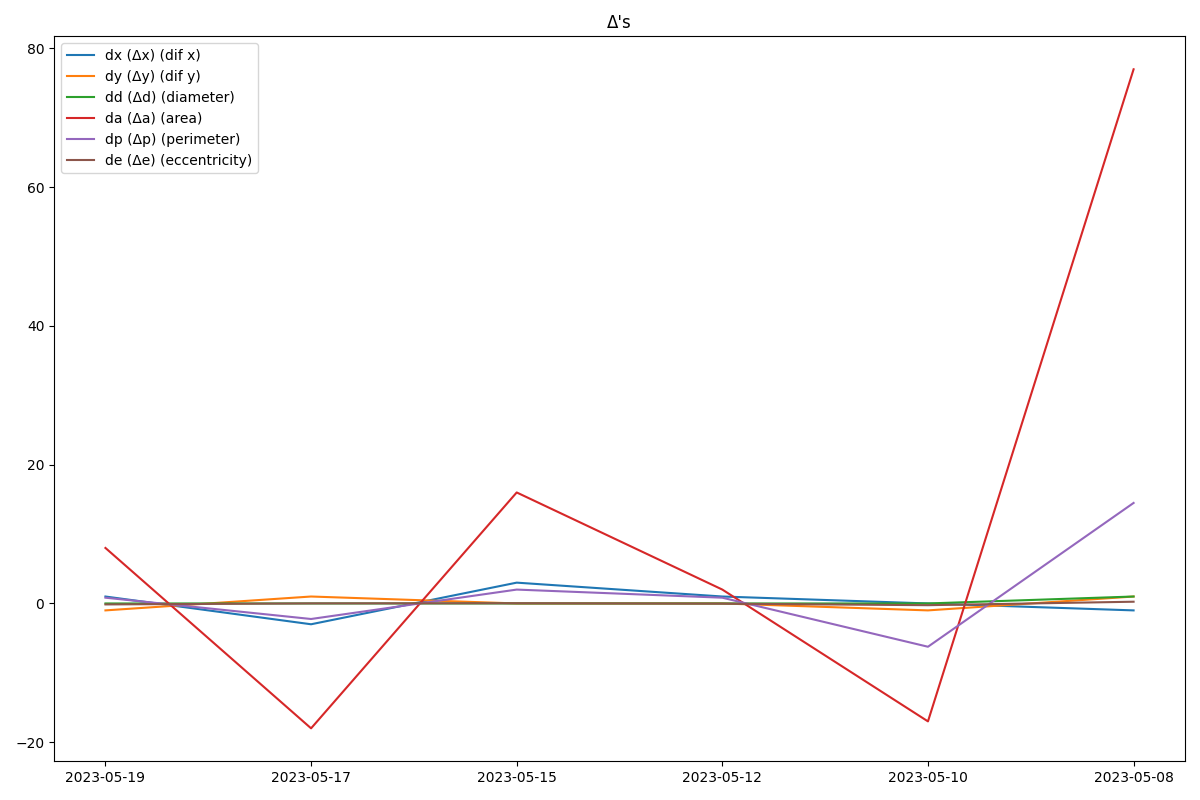 Δ's
dx (Δx) (dif x)
dy (Δy) (dif y)
dd (Δd) (diameter)
da (Δa) (area)
dp (Δp) (perimeter)
de (Δe) (eccentricity)
80
60
40
20
0
−20
2023-05-19 2023-05-17 2023-05-15 2023-05-12 2023-05-10 2023-05-08